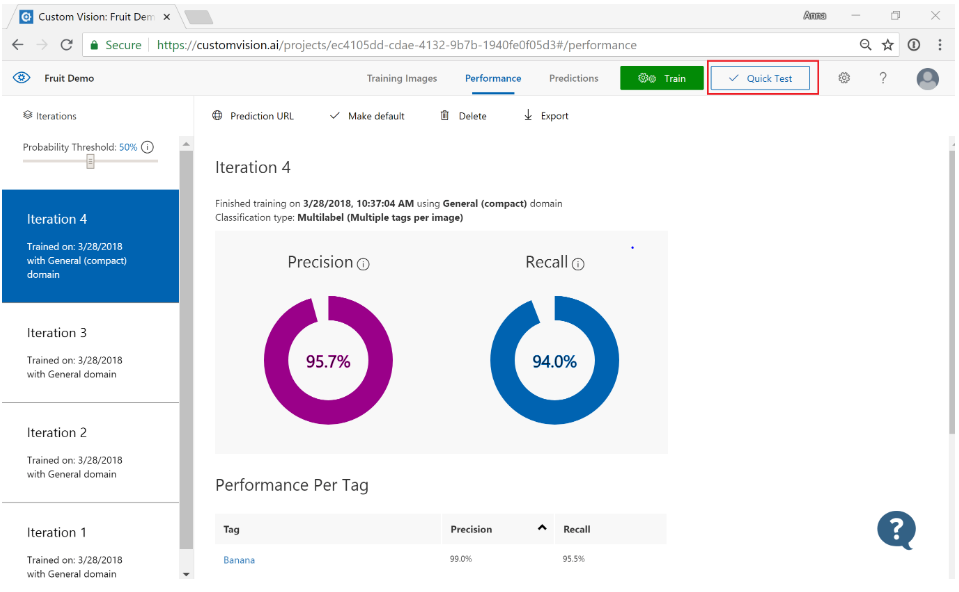 Custom Vision: Fruit Dem
Anna
Secure https://customvision.ai/projects/ec4105dd-cdae-4132-9b7b-1940fe0f05d3#/performance
Fruit Demo Training Images Performance Predictions Train Quick Test ?
Iterations Prediction URL Make default Delete Export
Probability Threshold: 50%
Iteration 4
Trained on: 3/28/2018
with General (compact)
domain
Iteration 3
Trained on: 3/28/2018
with General domain
Iteration 2
Trained on: 3/28/2018
with General domain
Iteration 1
Trained on: 3/28/2018
with General domain
Iteration 4
Finished training on 3/28/2018, 10:37:04 AM using General (compact) domain
Classification type: Multilabel (Multiple tags per image)
Precision Recall
95.7% 94.0%
Performance Per Tag
Tag Precision Recall
Banana 99.0% 95.5%
?